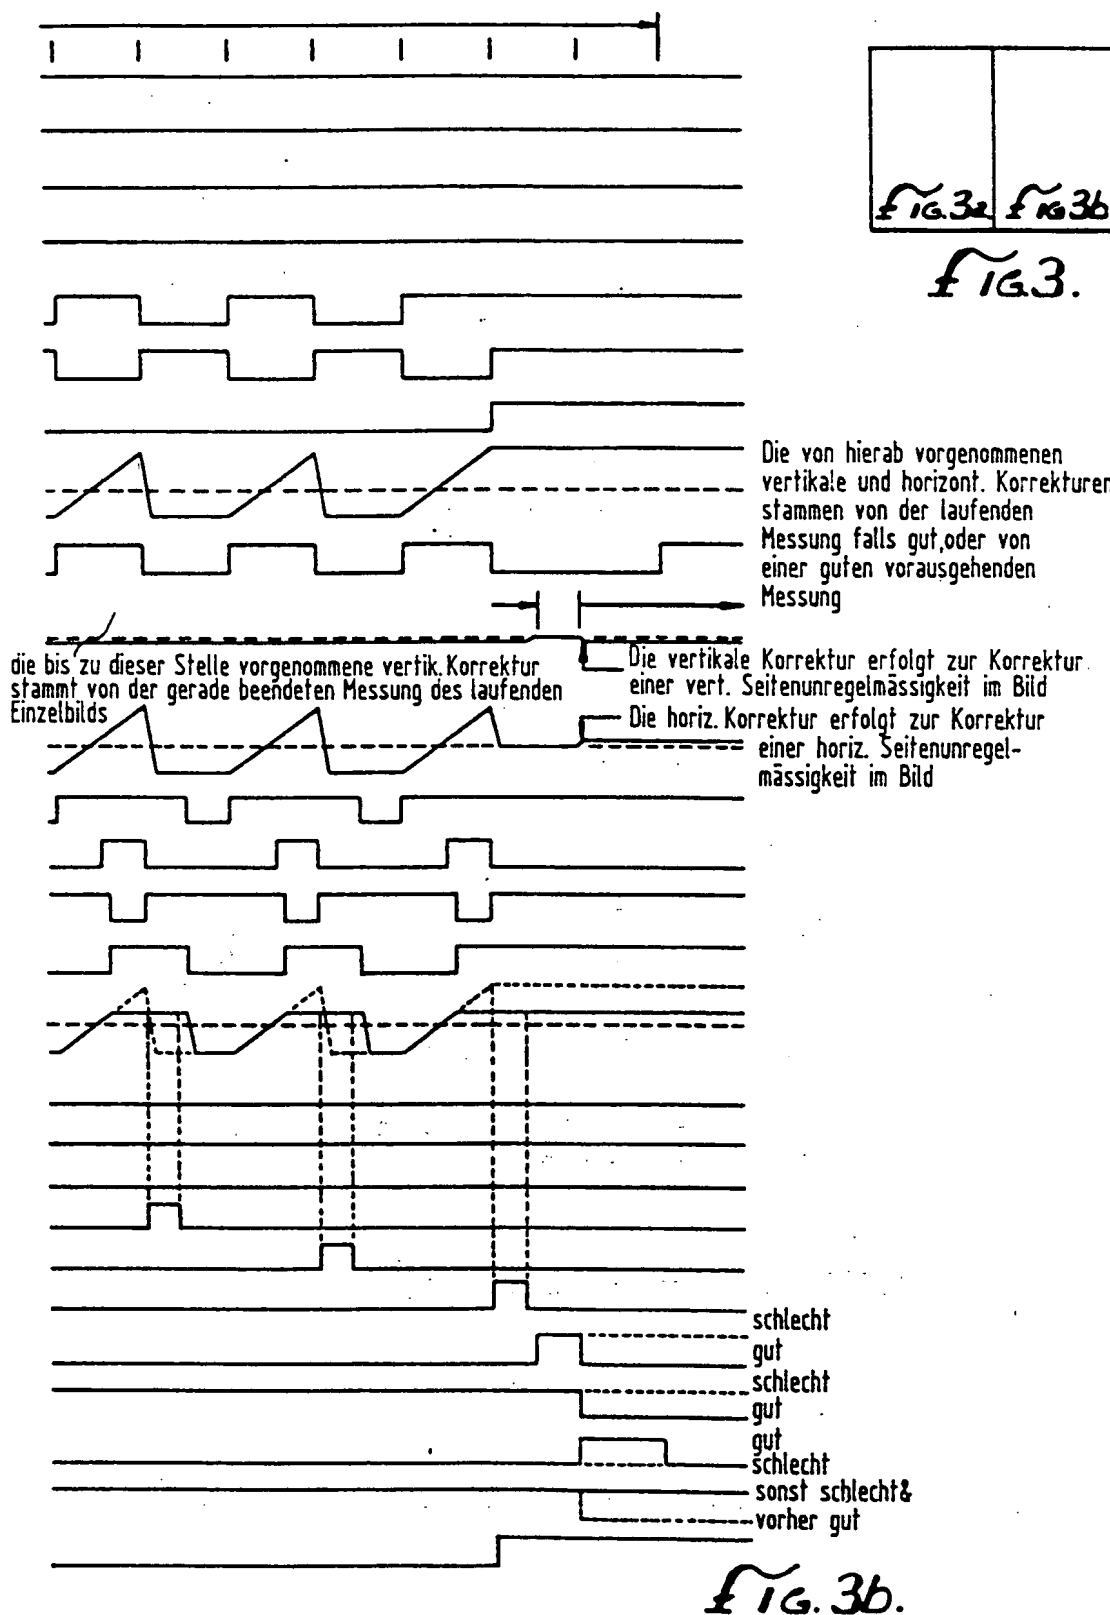 FIG.3a FIG.3b
FIG.3.
Die von hierab vorgenommenen
vertikale und horizont. Korrekturen
stammen von der laufenden
Messung falls gut,oder von
einer guten vorausgehenden
Messung
die bis zu dieser Stelle vorgenommene vertik.Korrektur
stammt von der gerade beendeten Messung des laufenden
Einzelbilds
Die vertikale Korrektur erfolgt zur Korrektur
einer vert. Seitenunregelmässigkeit im Bild
Die horiz. Korrektur erfolgt zur Korrektur
einer horiz. Seitenunregel-
mässigkeit im Bild
schlecht
gut
schlecht
gut
gut
schlecht
sonst schlecht&
vorher gut
FIG. 3b.